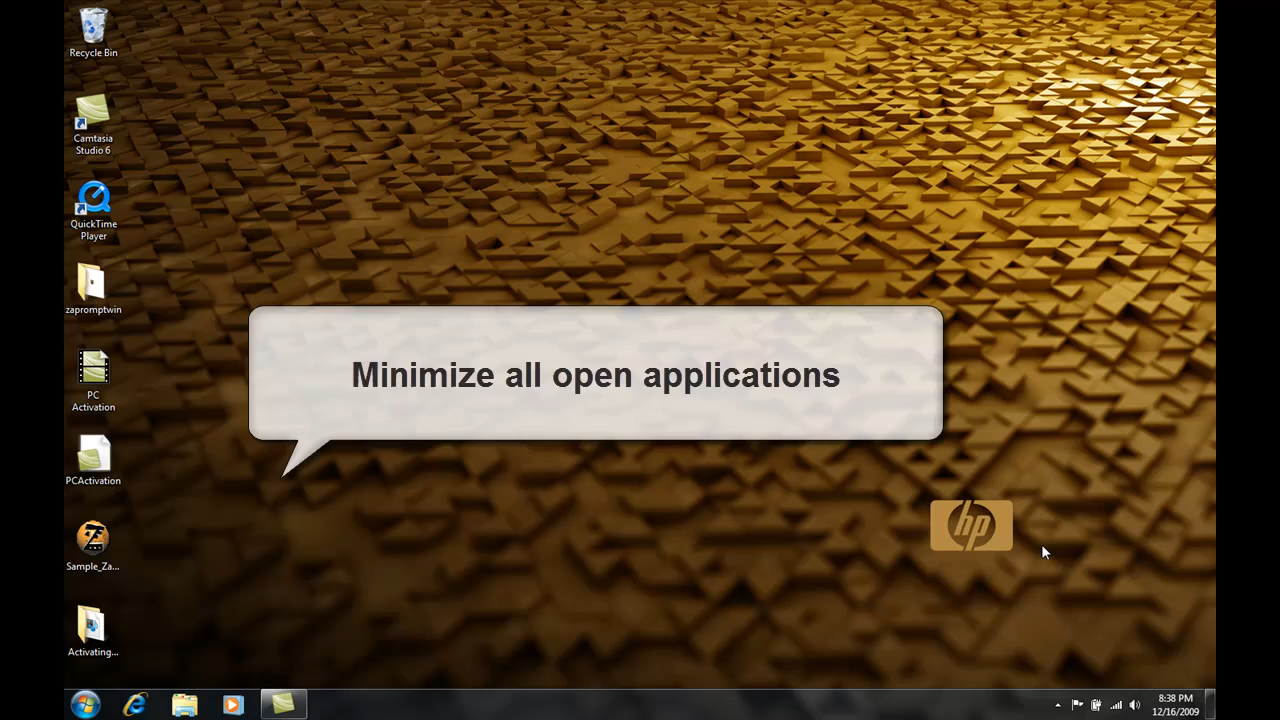 Recycle Bin
Camtasia
Studio 6
QuickTime
Player
zapromptwin
PC
Activation
PCActivation
Sample_Za...
Activating...
Minimize all open applications
hp
8:38 PM
12/16/2009